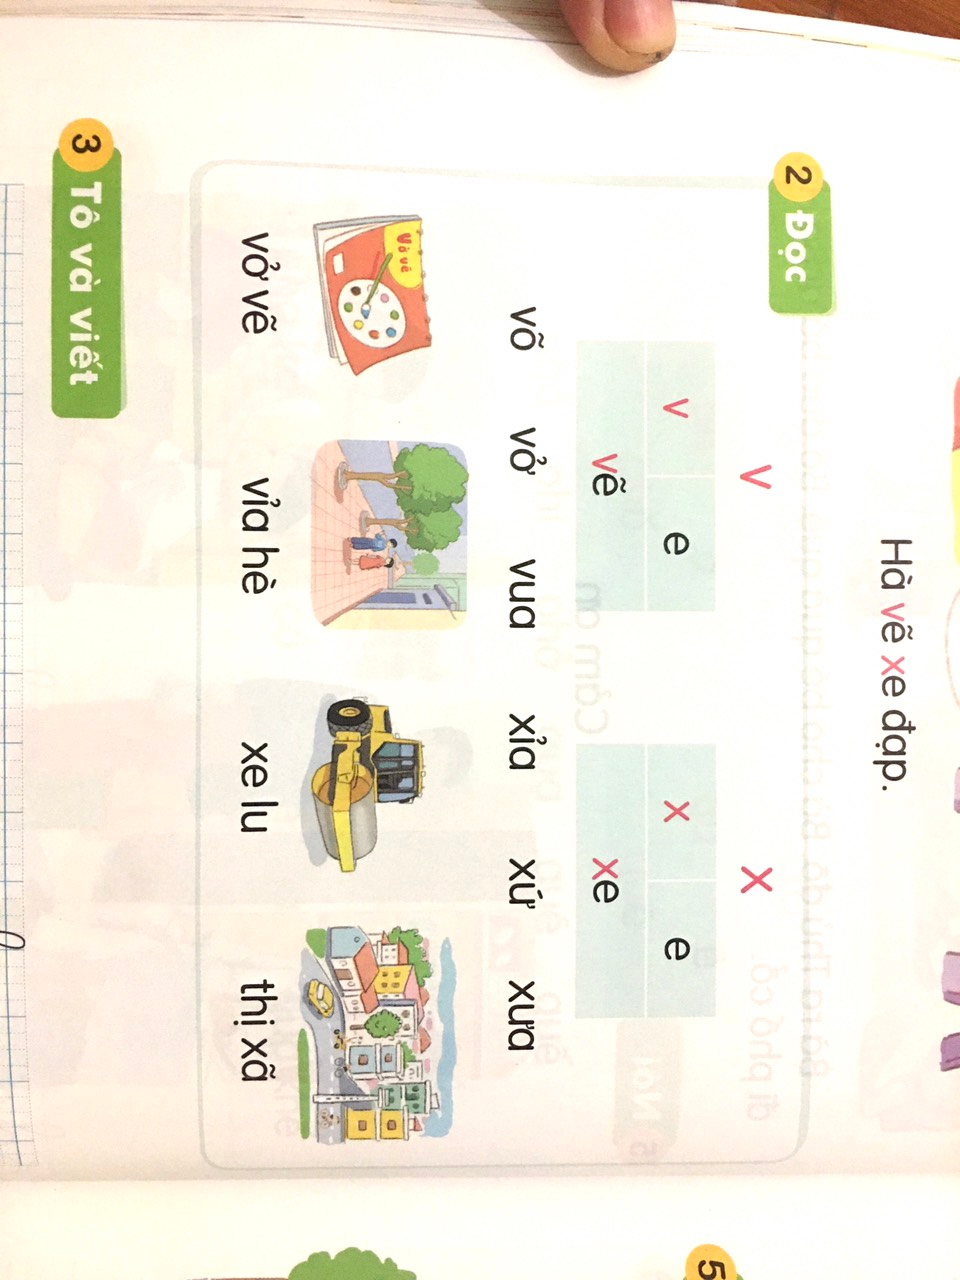 Hà vẽ xe đạp.
2 Đọc
v x
v e x e
vẽ xe
võ vở vua xỉa xứ xưa
Vở vẽ
vở vẽ vỉa hè xe lu thị xã
3 Tô và viết
5